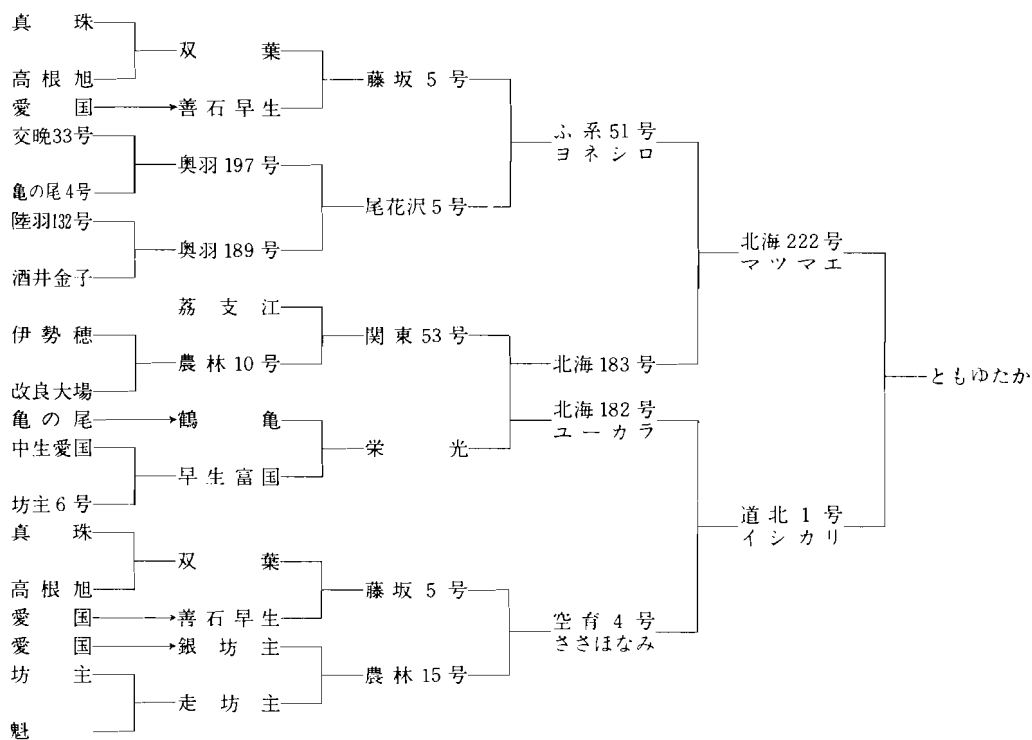 真珠
双葉
高根旭
藤坂5号
愛国
善石早生
交晩33号
ふ系51号
ヨネシロ
奥羽197号
亀の尾4号
尾花沢5号
陸羽132号
北海222号
マツマエ
奥羽189号
酒井金子
荔支江
伊勢穂
関東53号
農林10号
北海183号
ともゆたか
改良大場
亀の尾
鶴亀
北海182号
ユーカラ
中生愛国
栄光
早生富国
坊主6号
真珠
道北1号
イシカリ
双葉
高根旭
藤坂5号
愛国
善石早生
空育4号
ささほなみ
愛国
銀坊主
坊主
農林15号
走坊主
魁